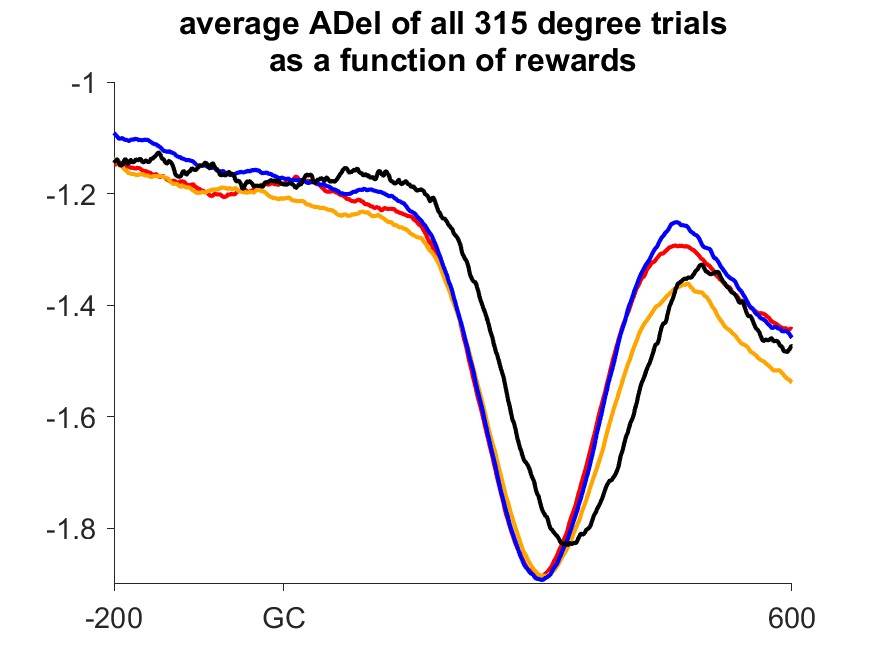 average ADel of all 315 degree trials
as a function of rewards
-1
-1.2
-1.4
-1.6
-1.8
-200 GC 600